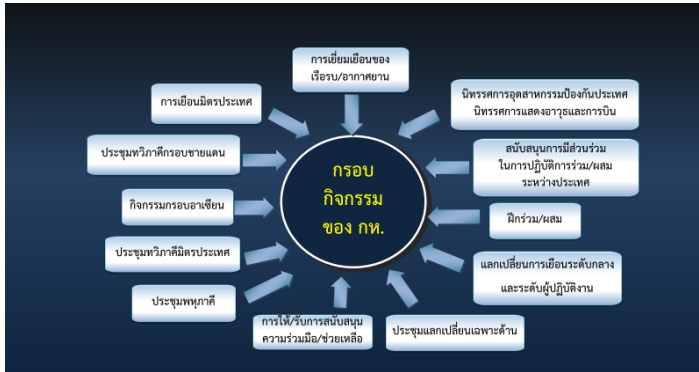 การเยี่ยมเยือนของ
เรือรบ/อากาศยาน
นิทรรศการอุตสาหกรรมป้องกันประเทศ
นิทรรศการแสดงอาวุธและการบิน
สนับสนุนการมีส่วนร่วม
ในการปฏิบัติการร่วม/ผสม
ระหว่างประเทศ
ฝึกร่วม/ผสม
แลกเปลี่ยนการเยือนระดับกลาง
และระดับผู้ปฏิบัติงาน
ประชุมแลกเปลี่ยนเฉพาะด้าน
การให้/รับการสนับสนุน
ความร่วมมือ/ช่วยเหลือ
ประชุมพหุภาคี
ประชุมทวิภาคีมิตรประเทศ
กิจกรรมกรอบอาเซียน
ประชุมทวิภาคีกรอบชายแดน
การเยือนมิตรประเทศ
กรอบ
กิจกรรม
ของ กห.